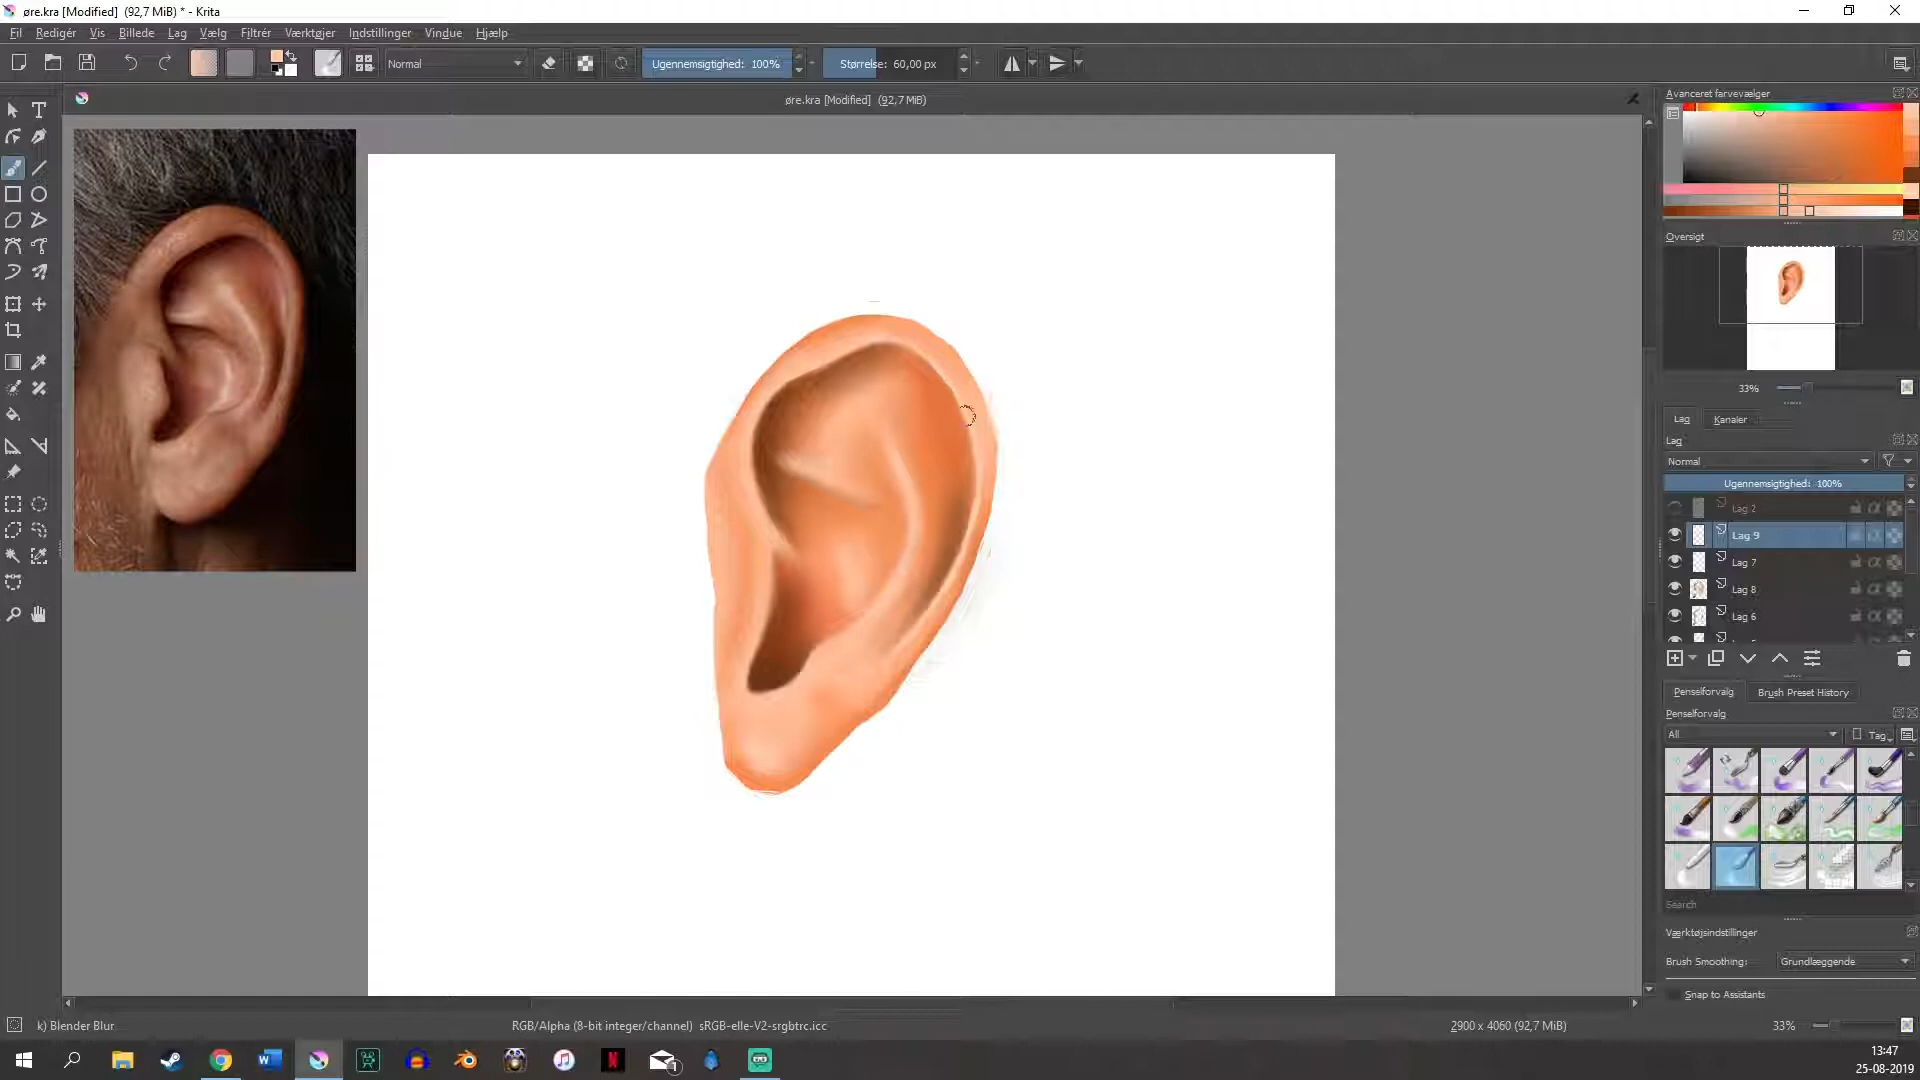 øre.kra [Modified]  (92,7 MiB) * - Krita
Fil Redigér Vis Billede Lag Vælg Filtrér Værktøjer Indstillinger Vindue Hjælp
Normal Ugennemsigtighed: 100% Størrelse: 60,00 px
øre.kra [Modified]  (92,7 MiB)
Avanceret farvevælger
Oversigt
33%
Lag Kanaler
Lag
Normal
Ugennemsigtighed: 100%
Lag 2
Lag 9
Lag 7
Lag 8
Lag 6
Penselforvalg Brush Preset History
Penselforvalg
All Tag
Search
Værktøjsindstillinger
Brush Smoothing: Grundlæggende
Snap to Assistants
k) Blender Blur RGB/Alpha (8-bit integer/channel)  sRGB-elle-V2-srgbtrc.icc 2900 x 4060 (92,7 MiB) 33%
13:47
25-08-2019